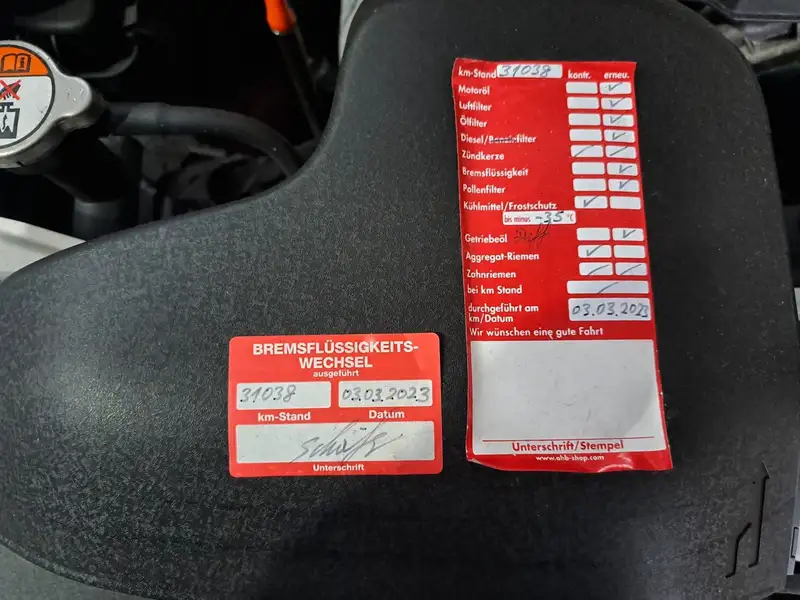 km-Stand 31038 kontr. erneu.
Motoröl ✓
Luftfilter ✓
Ölfilter ✓
Diesel/Benzinfilter ✓
Zündkerze
Bremsflüssigkeit ✓
Pollenfilter ✓
Kühlmittel/Frostschutz ✓
bis minus -35 °C
Getriebeöl ✓
Aggregat-Riemen ✓
Zahnriemen
bei km Stand
durchgeführt am
km/Datum 03.03.2023
Wir wünschen eine gute Fahrt
Unterschrift/Stempel
www.ahb-shop.com
BREMSFLÜSSIGKEITS-
WECHSEL
ausgeführt
31038 03.03.2023
km-Stand Datum
Unterschrift